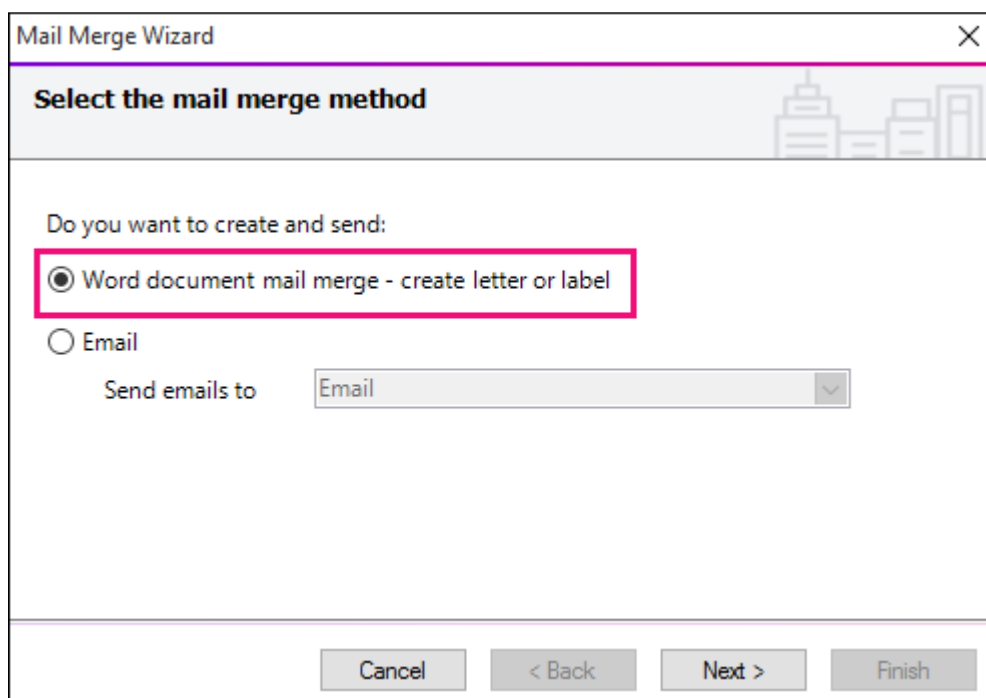 Mail Merge Wizard
Select the mail merge method
Do you want to create and send:
Word document mail merge - create letter or label
Email
Send emails to Email
Cancel < Back Next > Finish